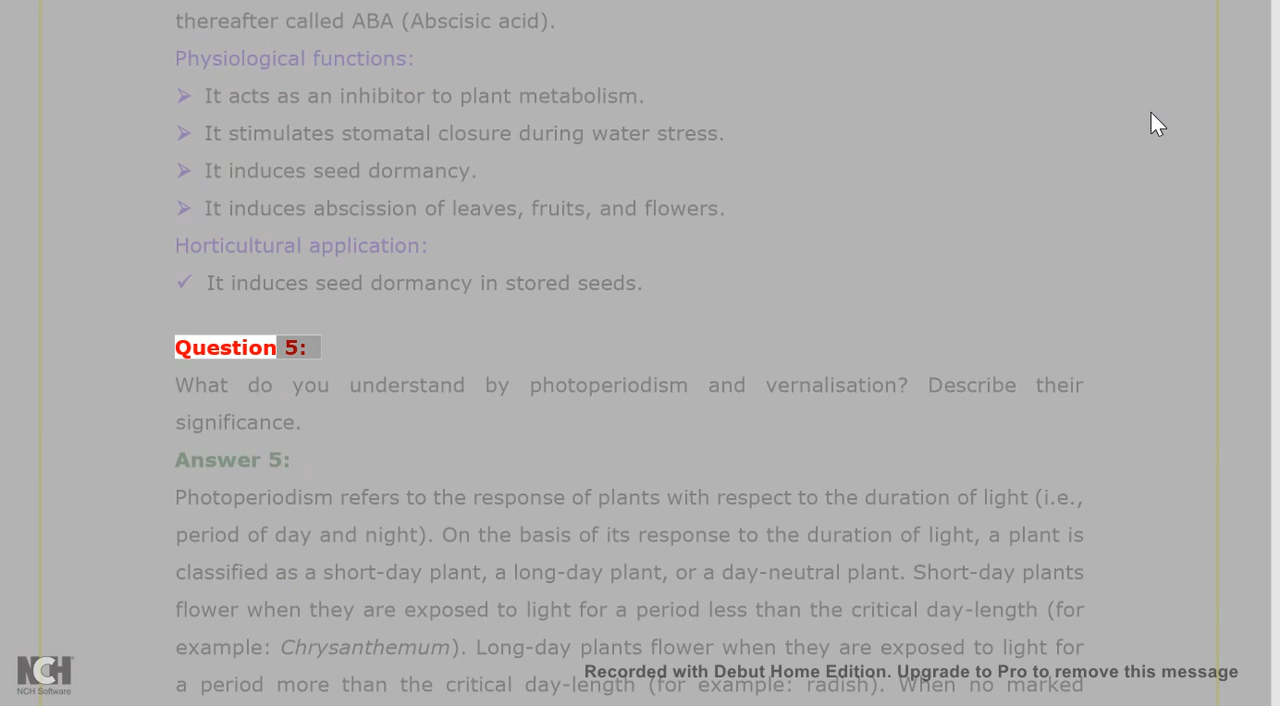 thereafter called ABA (Abscisic acid).
Physiological functions:
➢ It acts as an inhibitor to plant metabolism.
➢ It stimulates stomatal closure during water stress.
➢ It induces seed dormancy.
➢ It induces abscission of leaves, fruits, and flowers.
Horticultural application:
✓ It induces seed dormancy in stored seeds.
Question 5:
What do you understand by photoperiodism and vernalisation? Describe their
significance.
Answer 5:
Photoperiodism refers to the response of plants with respect to the duration of light (i.e.,
period of day and night). On the basis of its response to the duration of light, a plant is
classified as a short-day plant, a long-day plant, or a day-neutral plant. Short-day plants
flower when they are exposed to light for a period less than the critical day-length (for
example: Chrysanthemum). Long-day plants flower when they are exposed to light for
a period more than the critical day-length (for example: radish). When no marked
NCH
NCH Software
Recorded with Debut Home Edition. Upgrade to Pro to remove this message